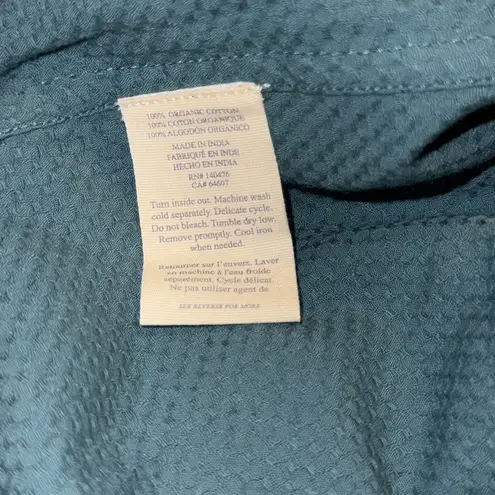 100% ORGANIC COTTON
100% COTON ORGANIQUE
100% ALGODÓN ORGANICO
MADE IN INDIA
FABRIQUÉ EN INDE
HECHO EN INDIA
RN# 140476
CA# 64607
Turn inside out. Machine wash
cold separately. Delicate cycle.
Do not bleach. Tumble dry low.
Remove promptly. Cool iron
when needed.
Retourner sur l'envers. Laver
en machine à l'eau froide
séparément. Cycle délicat.
Ne pas utiliser agent de
SEE REVERSE FOR MORE